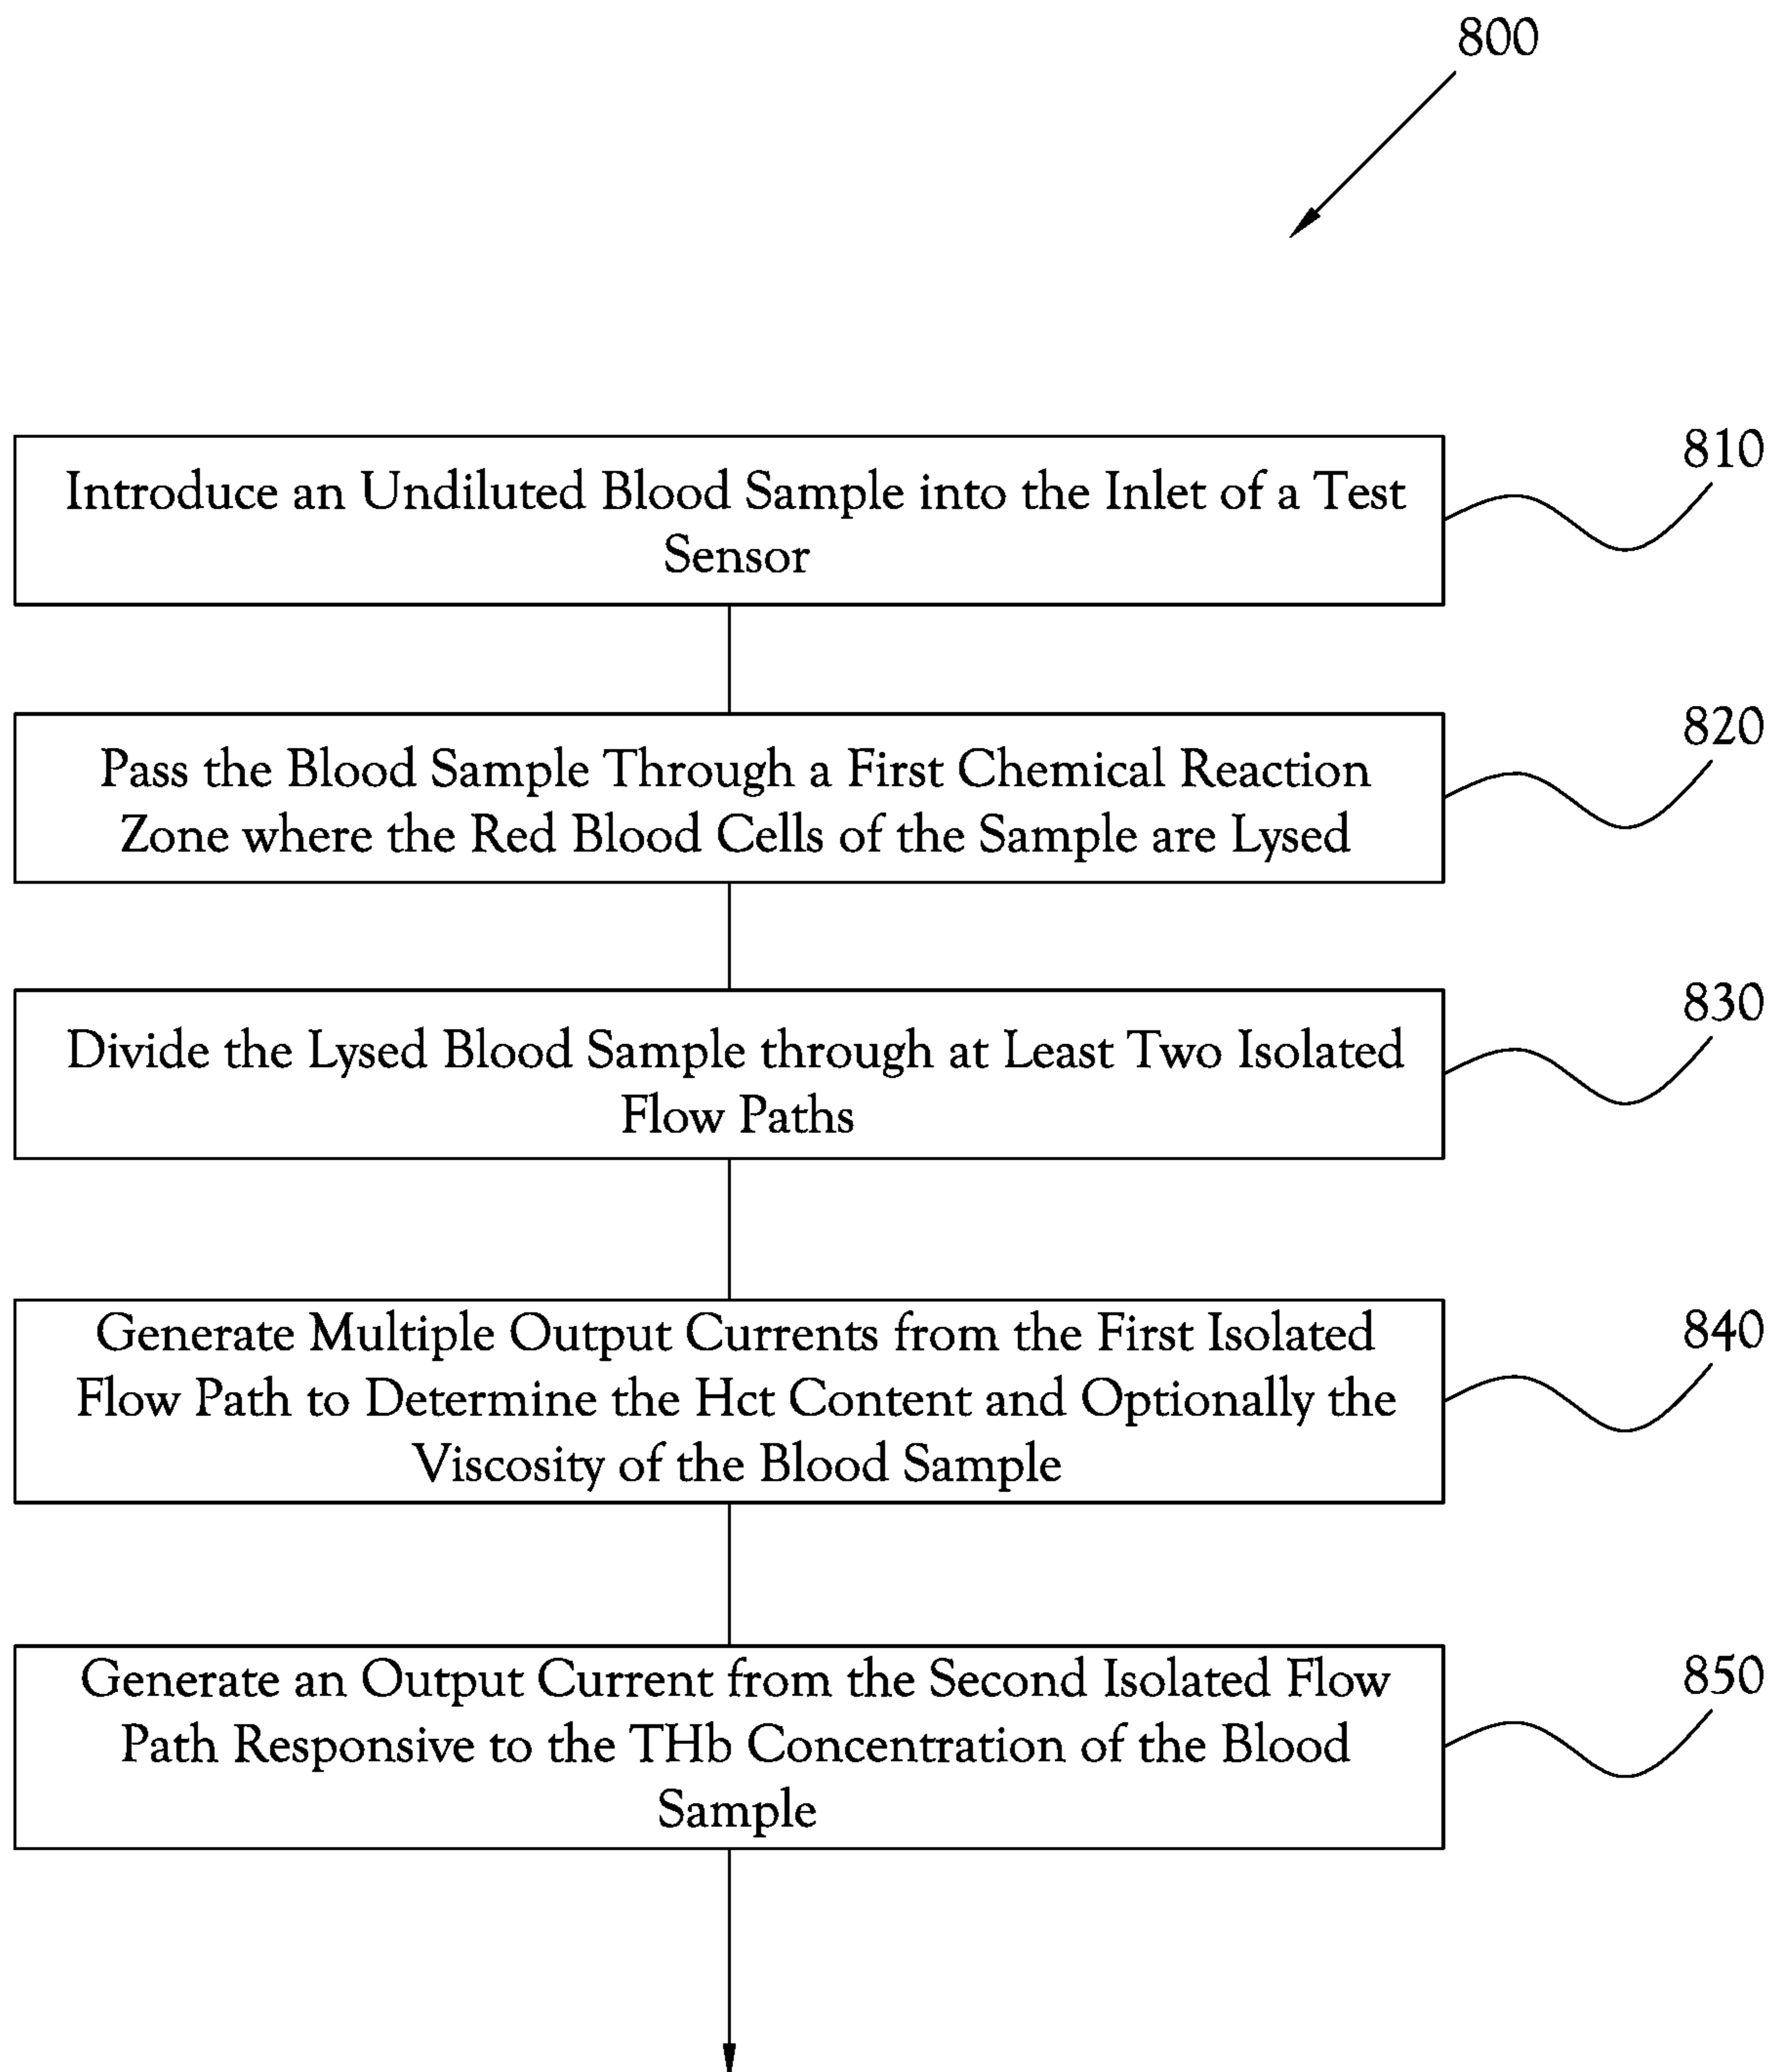 800
810
Introduce an Undiluted Blood Sample into the Inlet of a Test
Sensor
820
Pass the Blood Sample Through a First Chemical Reaction
Zone where the Red Blood Cells of the Sample are Lysed
830
Divide the Lysed Blood Sample through at Least Two Isolated
Flow Paths
840
Generate Multiple Output Currents from the First Isolated
Flow Path to Determine the Hct Content and Optionally the
Viscosity of the Blood Sample
850
Generate an Output Current from the Second Isolated Flow
Path Responsive to the THb Concentration of the Blood
Sample